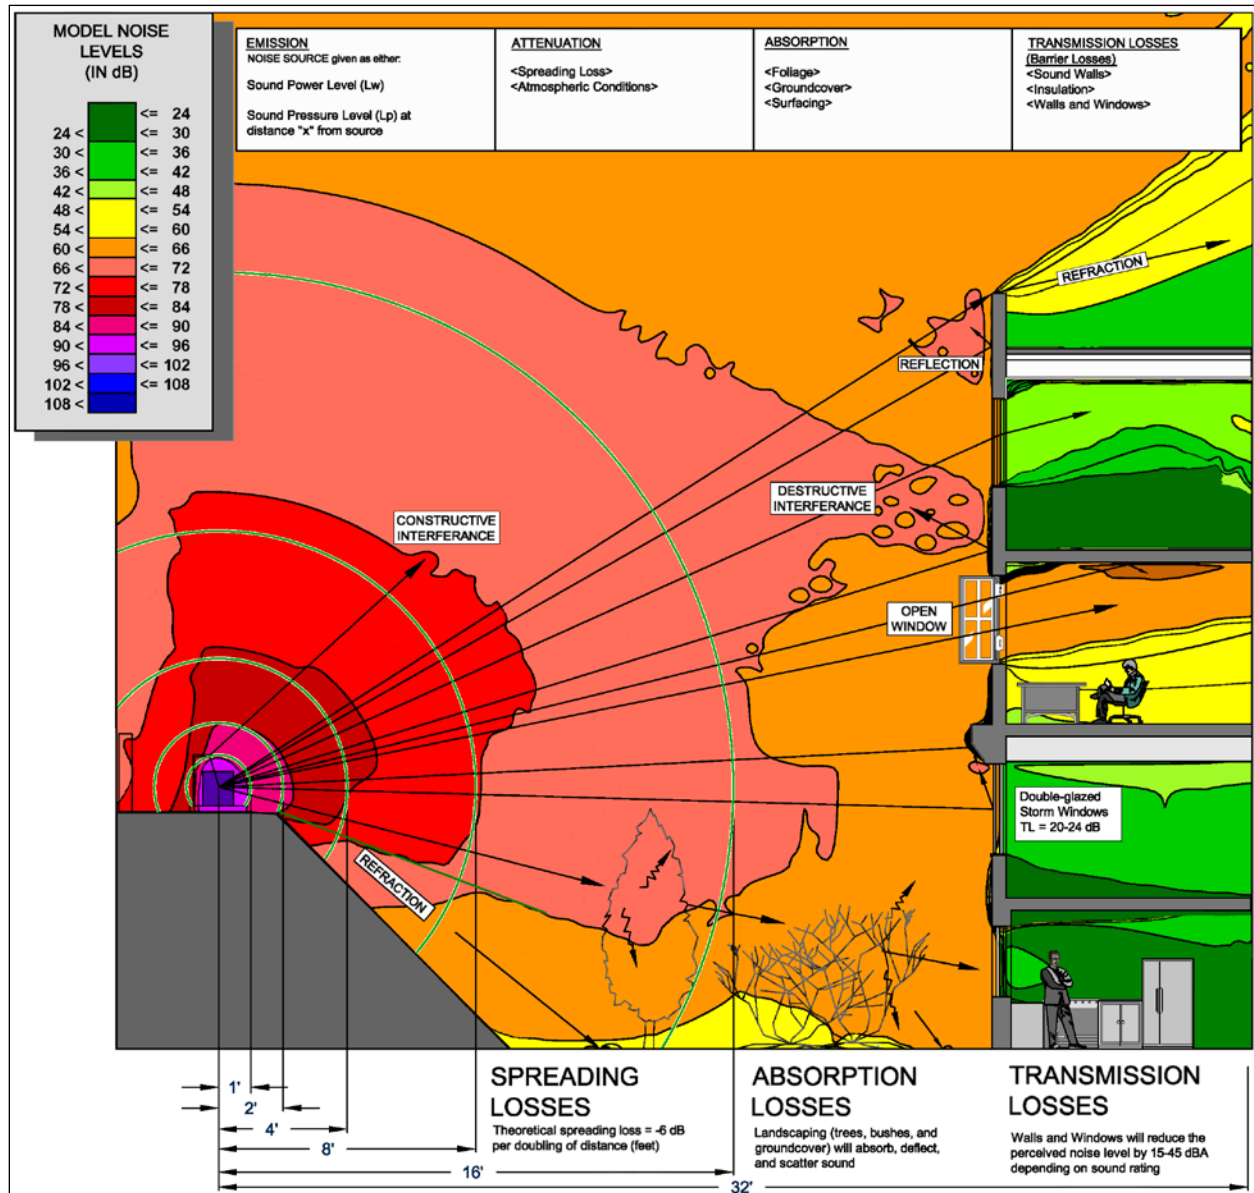 MODEL NOISE
LEVELS
(IN dB)
<= 24
24 < <= 30
30 < <= 36
36 < <= 42
42 < <= 48
48 < <= 54
54 < <= 60
60 < <= 66
66 < <= 72
72 < <= 78
78 < <= 84
84 < <= 90
90 < <= 96
96 < <= 102
102 < <= 108
108 <
EMISSION
NOISE SOURCE given as either:
Sound Power Level (Lw)
Sound Pressure Level (Lp) at
distance "x" from source
ATTENUATION
<Spreading Loss>
<Atmospheric Conditions>
ABSORPTION
<Foliage>
<Groundcover>
<Surfacing>
TRANSMISSION LOSSES
(Barrier Losses)
<Sound Walls>
<Insulation>
<Walls and Windows>
REFRACTION
REFLECTION
DESTRUCTIVE
INTERFERENCE
CONSTRUCTIVE
INTERFERANCE
OPEN
WINDOW
Double-glazed
Storm Windows
TL = 20-24 dB
REFRACTION
1'
2'
4'
8'
16'
32'
SPREADING
LOSSES
Theoretical spreading loss = -6 dB
per doubling of distance (feet)
ABSORPTION
LOSSES
Landscaping (trees, bushes, and
groundcover) will absorb, deflect,
and scatter sound
TRANSMISSION
LOSSES
Walls and Windows will reduce the
perceived noise level by 15-45 dBA
depending on sound rating